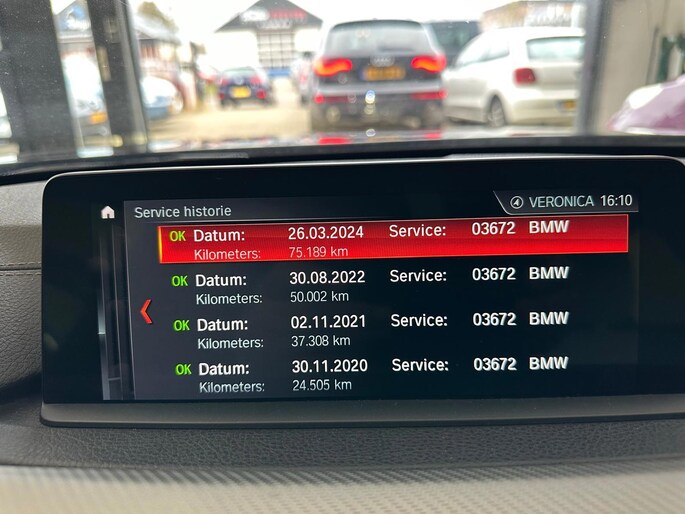 Service historie
VERONICA 16:10
OK Datum: 26.03.2024 Service: 03672 BMW
Kilometers: 75.189 km
OK Datum: 30.08.2022 Service: 03672 BMW
Kilometers: 50.002 km
OK Datum: 02.11.2021 Service: 03672 BMW
Kilometers: 37.308 km
OK Datum: 30.11.2020 Service: 03672 BMW
Kilometers: 24.505 km